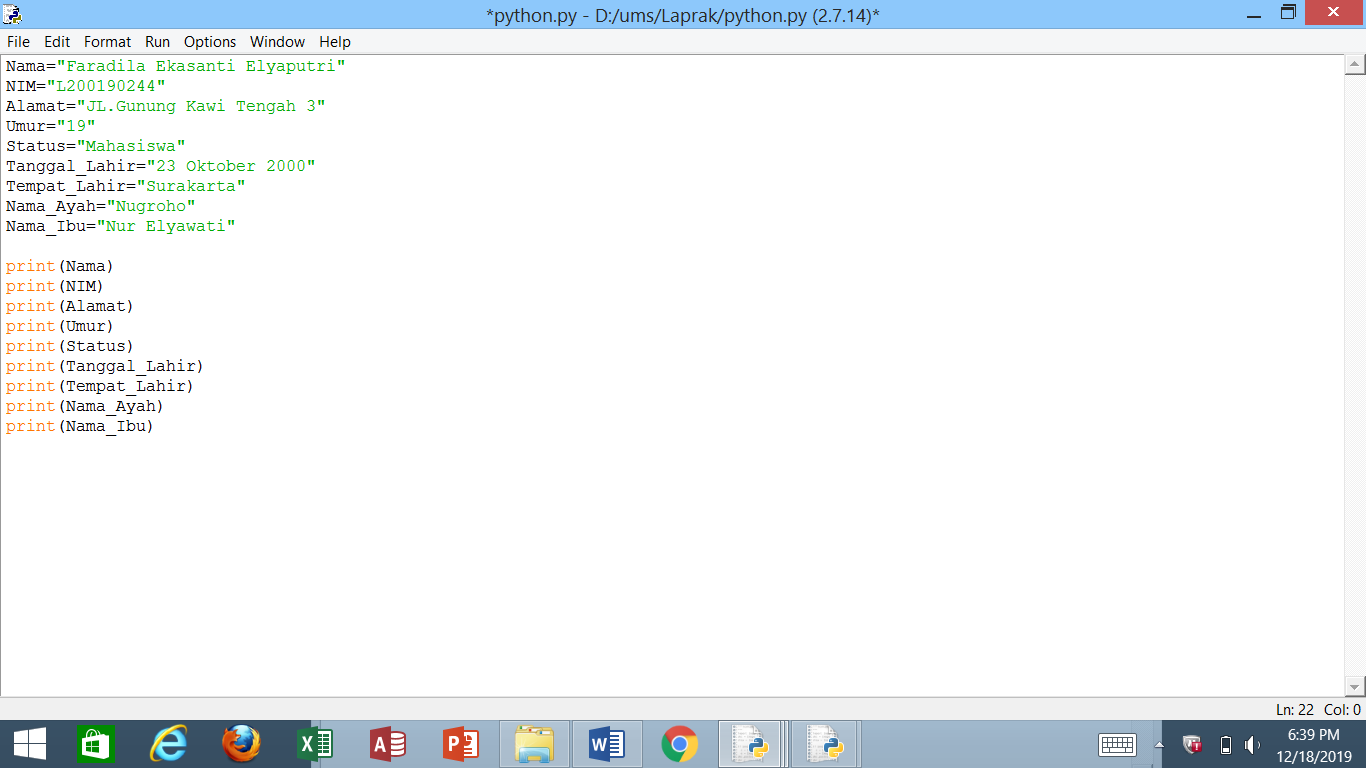 *python.py - D:/ums/Laprak/python.py (2.7.14)*
File Edit Format Run Options Window Help
Nama="Faradila Ekasanti Elyaputri"
NIM="L200190244"
Alamat="JL.Gunung Kawi Tengah 3"
Umur="19"
Status="Mahasiswa"
Tanggal_Lahir="23 Oktober 2000"
Tempat_Lahir="Surakarta"
Nama_Ayah="Nugroho"
Nama_Ibu="Nur Elyawati"

print(Nama)
print(NIM)
print(Alamat)
print(Umur)
print(Status)
print(Tanggal_Lahir)
print(Tempat_Lahir)
print(Nama_Ayah)
print(Nama_Ibu)
Ln: 22 Col: 0
6:39 PM
12/18/2019